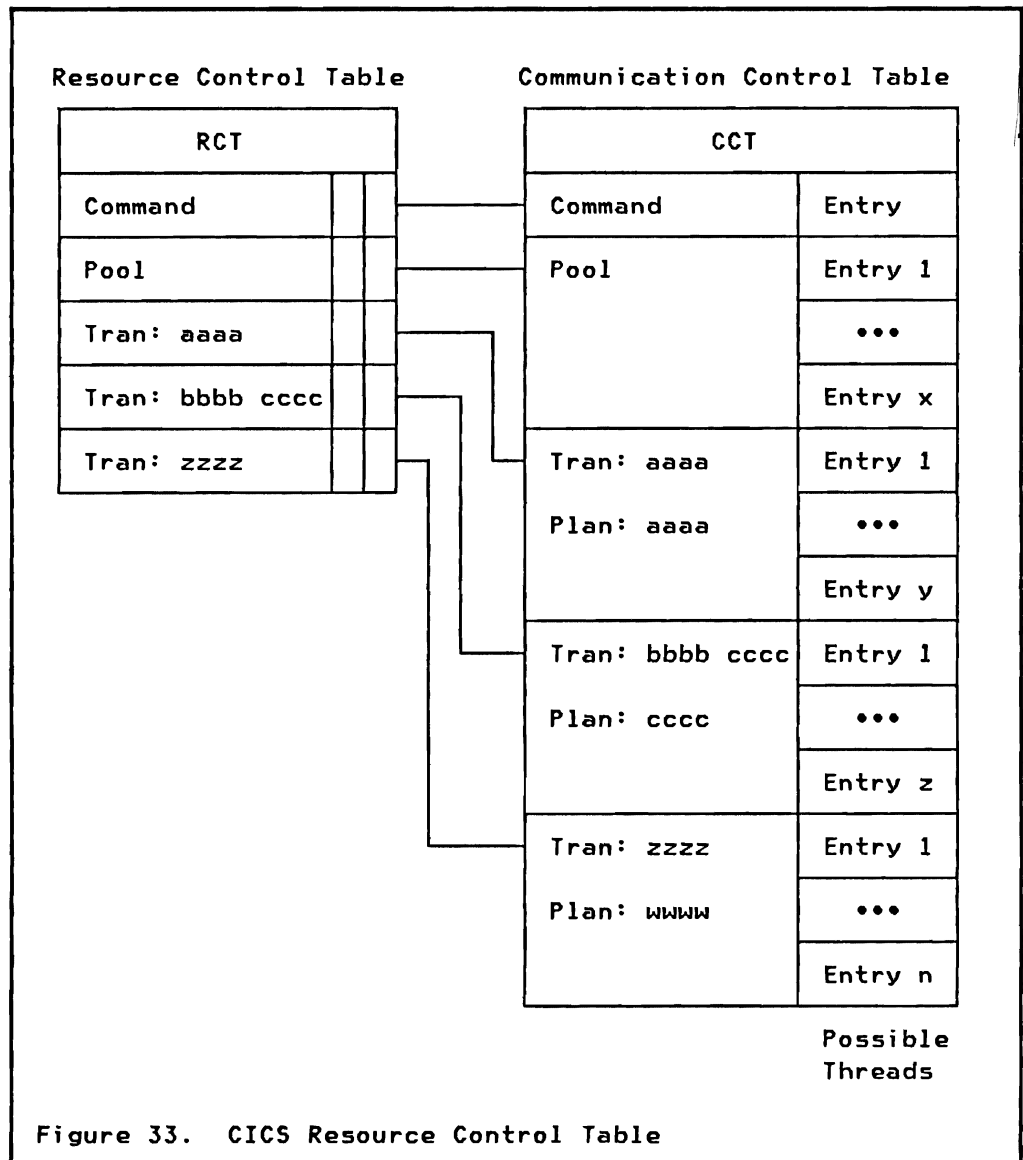 Resource Control Table
RCT
Command
Pool
Tran: aaaa
Tran: bbbb cccc
Tran: zzzz
Communication Control Table
CCT
Command
Entry
Pool
Entry 1
•••
Entry x
Tran: aaaa
Entry 1
Plan: aaaa
•••
Entry y
Tran: bbbb cccc
Entry 1
Plan: cccc
•••
Entry z
Tran: zzzz
Entry 1
Plan: wwww
•••
Entry n
Possible
Threads
Figure 33. CICS Resource Control Table